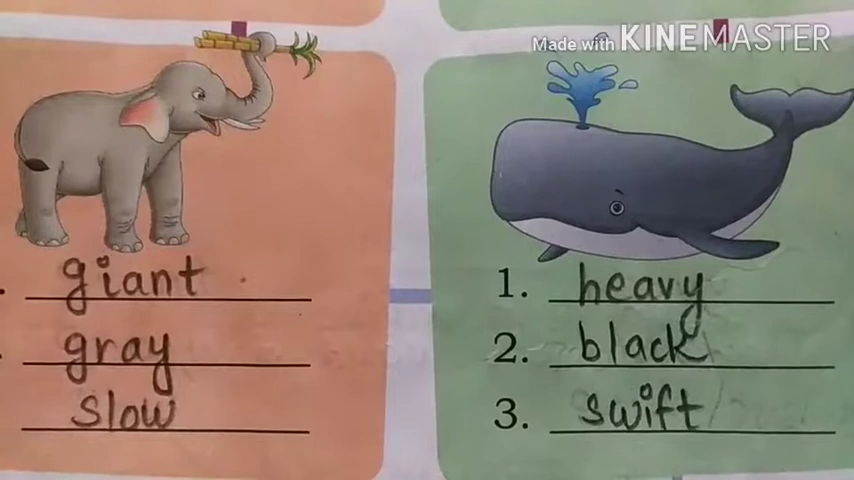 Made with KINEMASTER
giant
gray
slow
1. heavy
2. black
3. swift